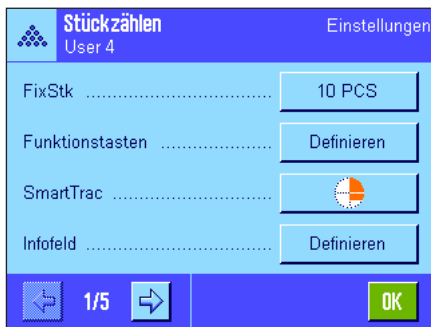 Stückzählen Einstellungen
User 4
FixStk ................................ 10 PCS
Funktionstasten ...................... Definieren
SmartTrac .............................
Infofeld ................................ Definieren
1/5 OK